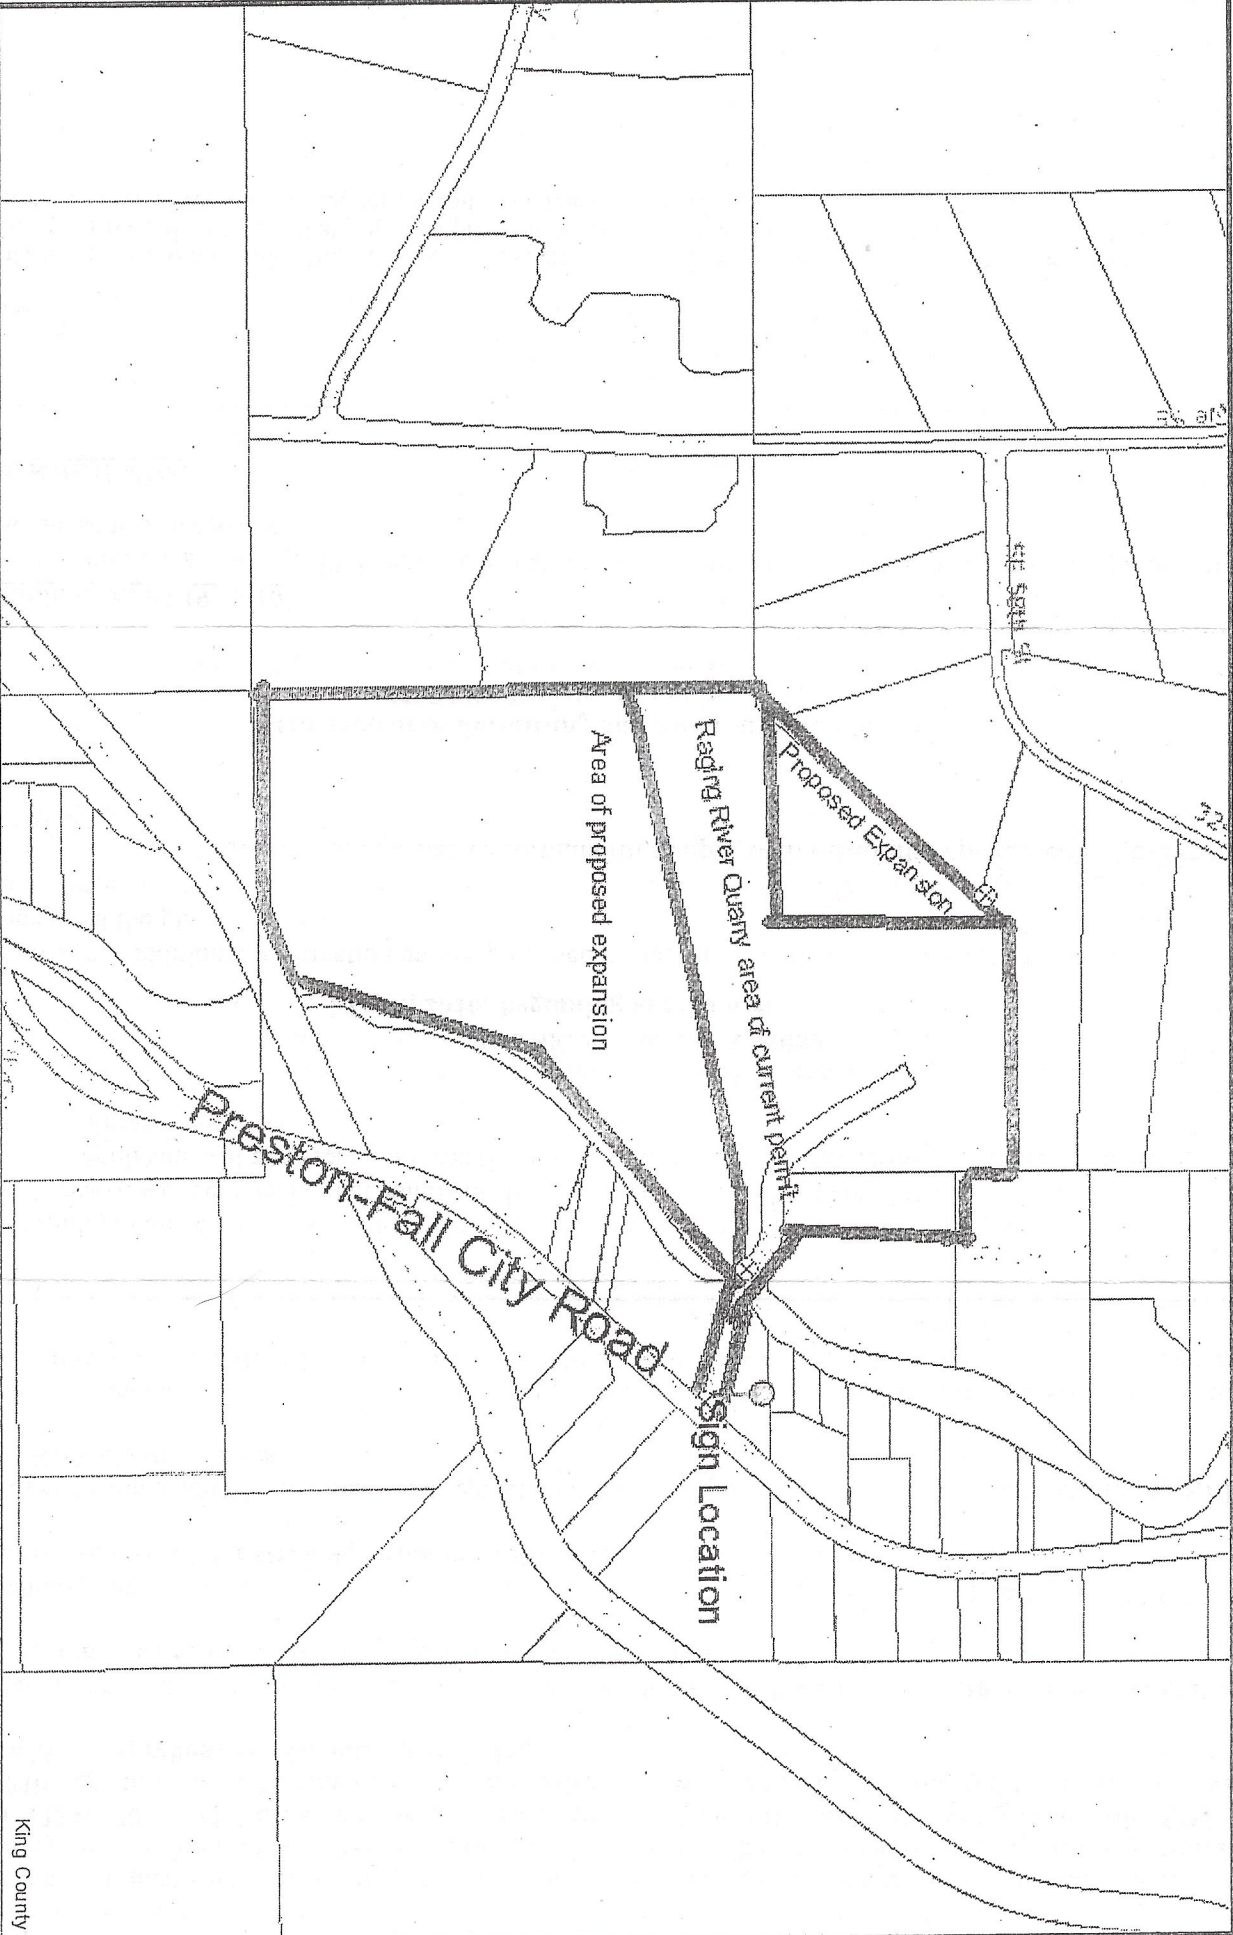 Proposed Expansion
Raging River Quarry area of current permit
Area of proposed expansion
Preston-Fall City Road
Sign Location
King County